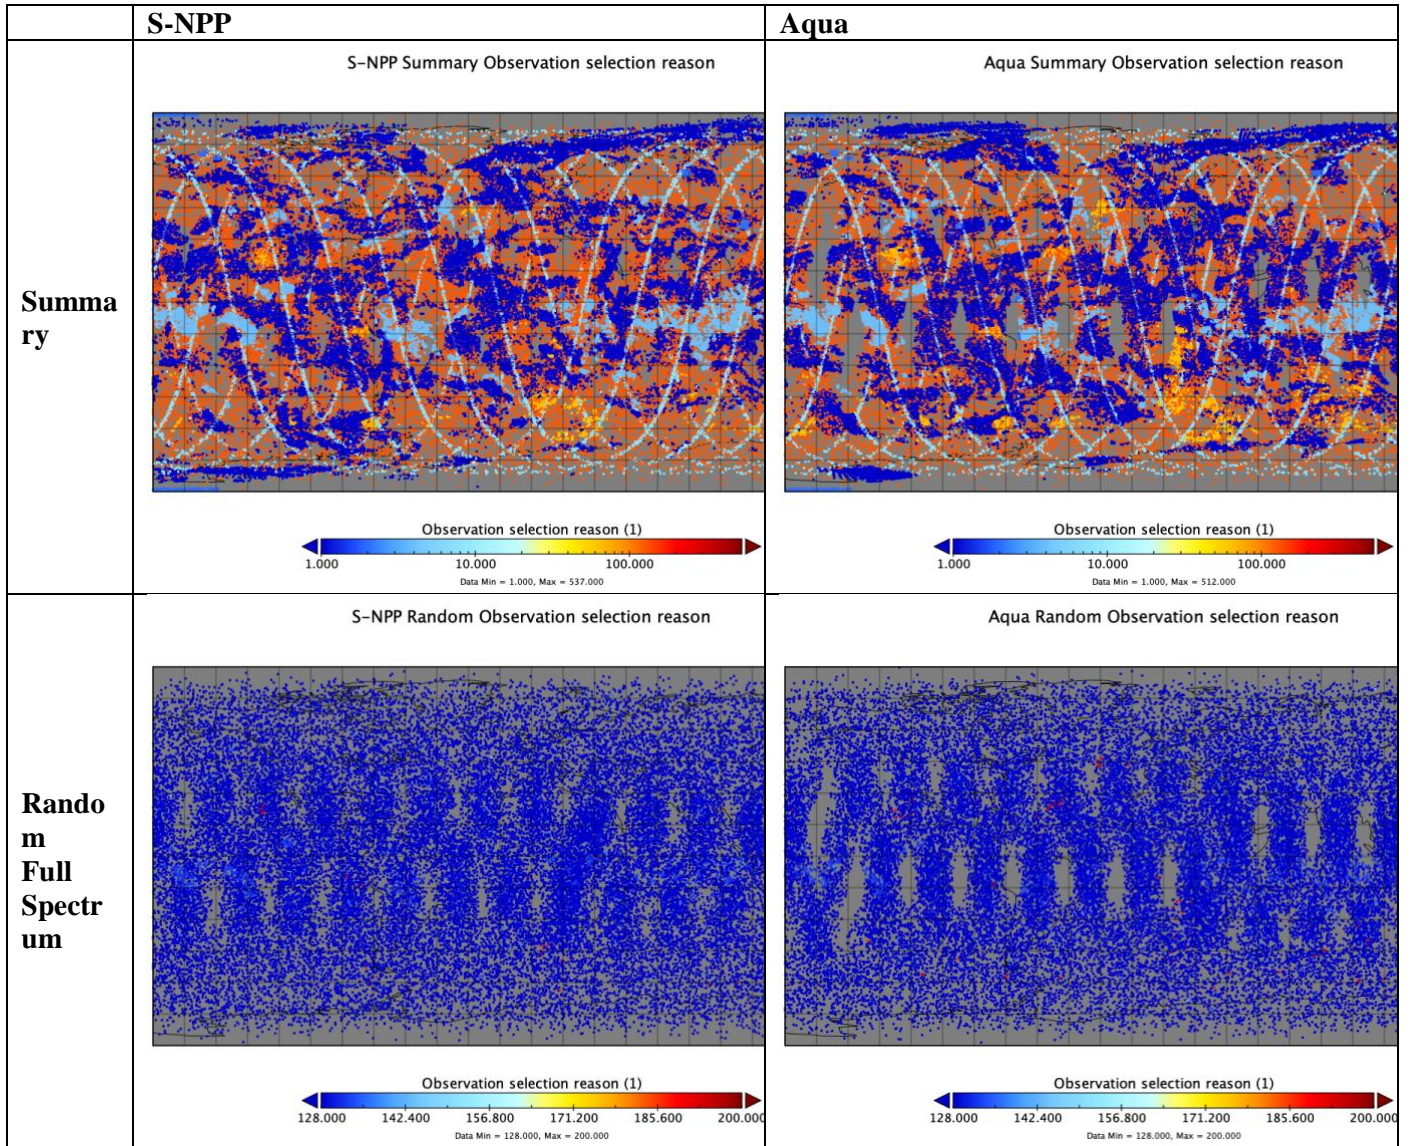 S-NPP
Aqua
Summa
ry
S-NPP Summary Observation selection reason
Observation selection reason (1)
1.000 10.000 100.000
Data Min = 1.000, Max = 537.000
Aqua Summary Observation selection reason
Observation selection reason (1)
1.000 10.000 100.000
Data Min = 1.000, Max = 512.000
Rando
m
Full
Spectr
um
S-NPP Random Observation selection reason
Observation selection reason (1)
128.000 142.400 156.800 171.200 185.600 200.000
Data Min = 128.000, Max = 200.000
Aqua Random Observation selection reason
Observation selection reason (1)
128.000 142.400 156.800 171.200 185.600 200.000
Data Min = 128.000, Max = 200.000